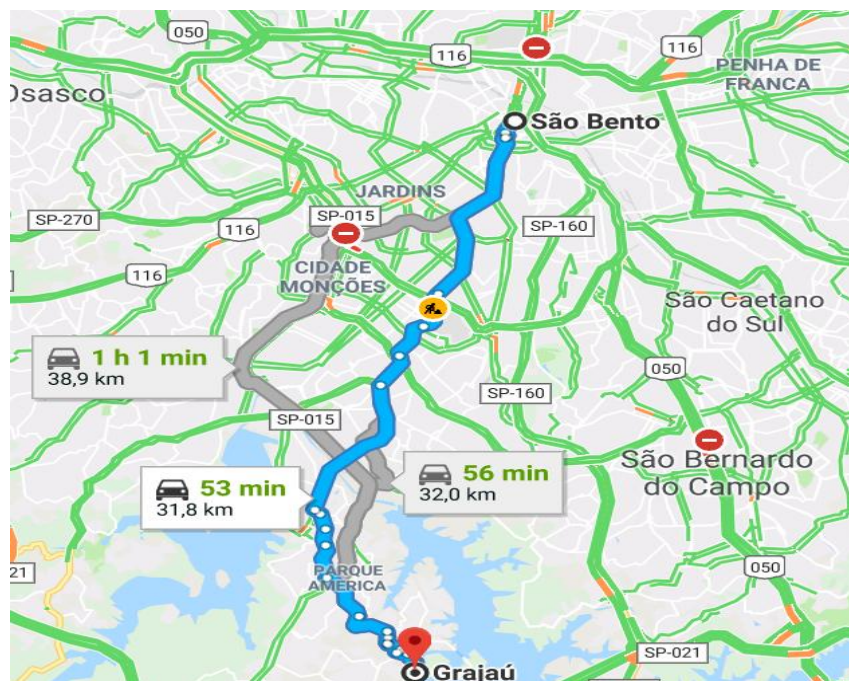 050
116
116
PENHA DE
FRANCA
Osasco
São Bento
JARDINS
SP-015
SP-270
116
SP-160
CIDADE
MONÇÕES
116
São Caetano
do Sul
1 h 1 min
38,9 km
050
SP-160
SP-015
São Bernardo
do Campo
56 min
32,0 km
53 min
31,8 km
050
21
PARQUE
AMERICA
SP-021
Grajaú